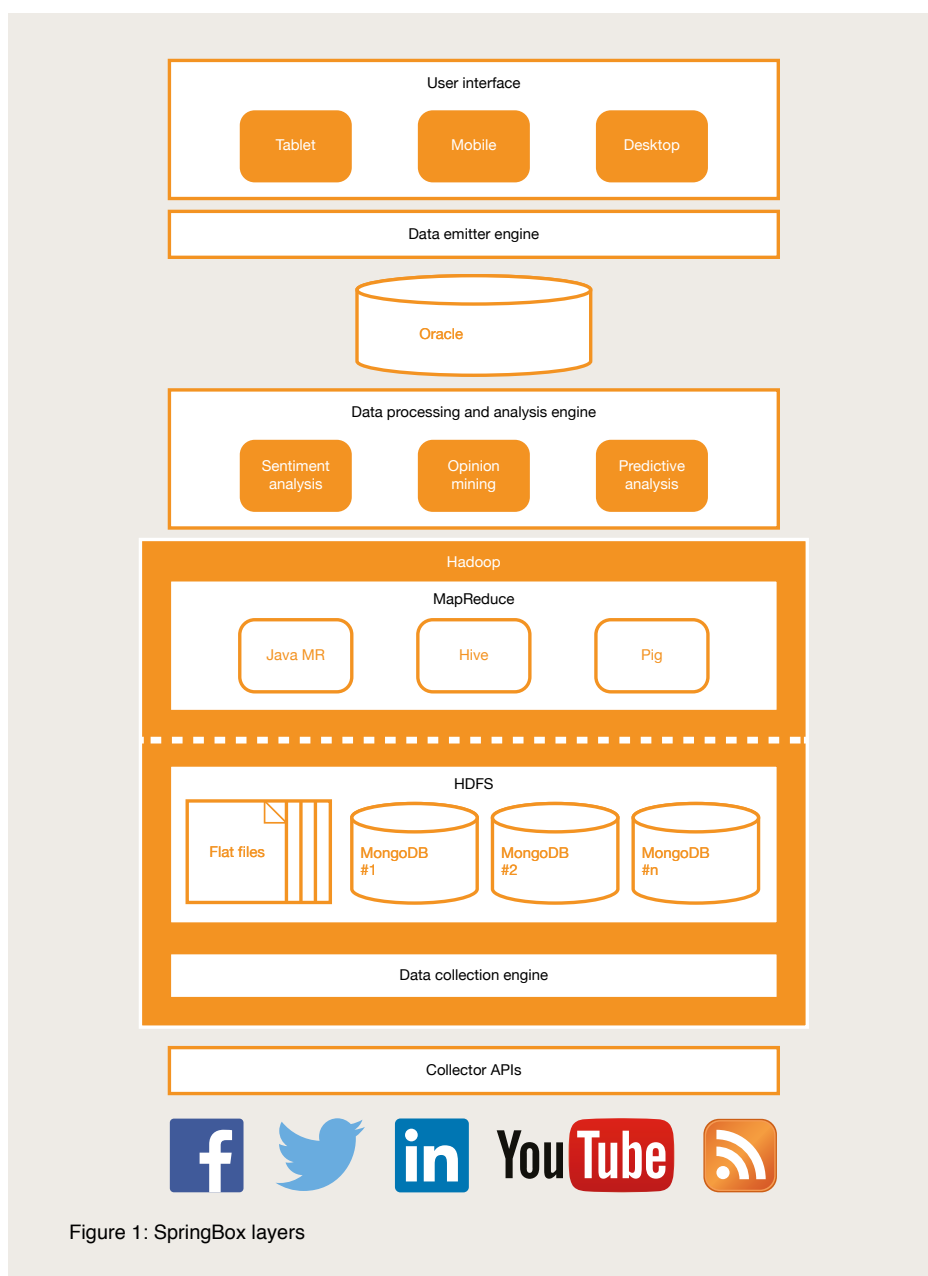 User interface
Tablet
Mobile
Desktop
Data emitter engine
Oracle
Data processing and analysis engine
Sentiment
analysis
Opinion
mining
Predictive
analysis
Hadoop
MapReduce
Java MR
Hive
Pig
HDFS
Flat files
MongoDB
#1
MongoDB
#2
MongoDB
#n
Data collection engine
Collector APIs
f
in
YouTube
Figure 1: SpringBox layers